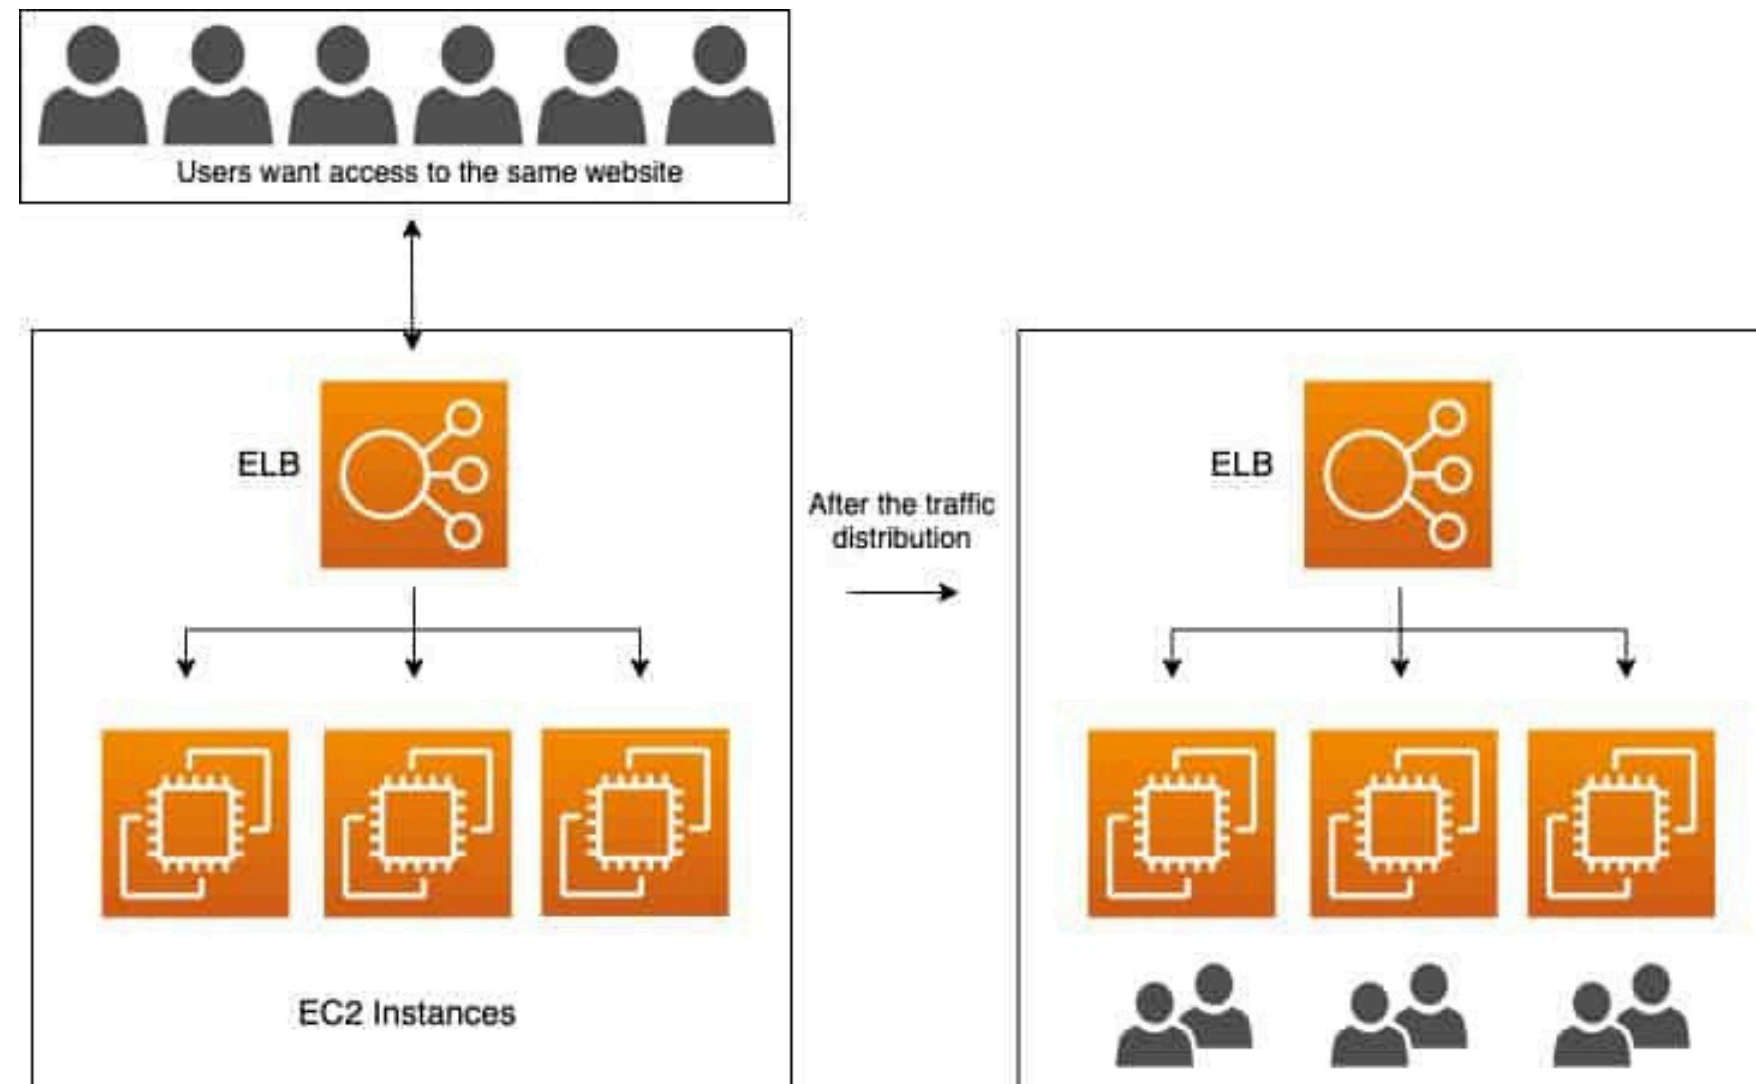 Users want access to the same website
ELB
After the traffic
distribution
ELB
EC2 Instances